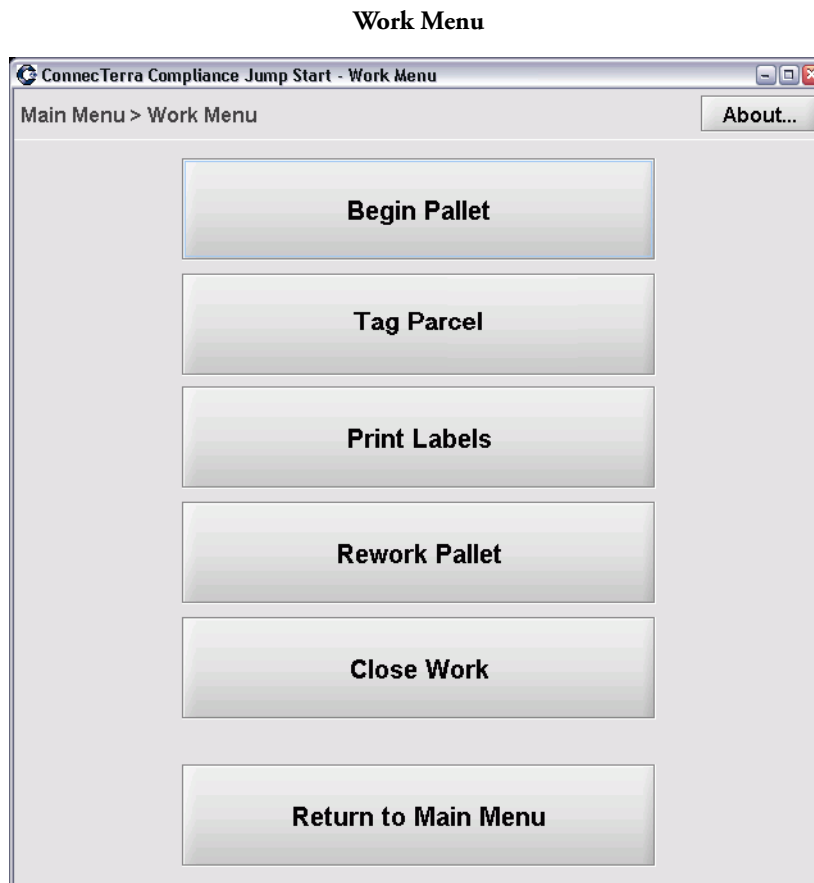 Work Menu
ConnecTerra Compliance Jump Start - Work Menu
Main Menu > Work Menu
About...
Begin Pallet
Tag Parcel
Print Labels
Rework Pallet
Close Work
Return to Main Menu